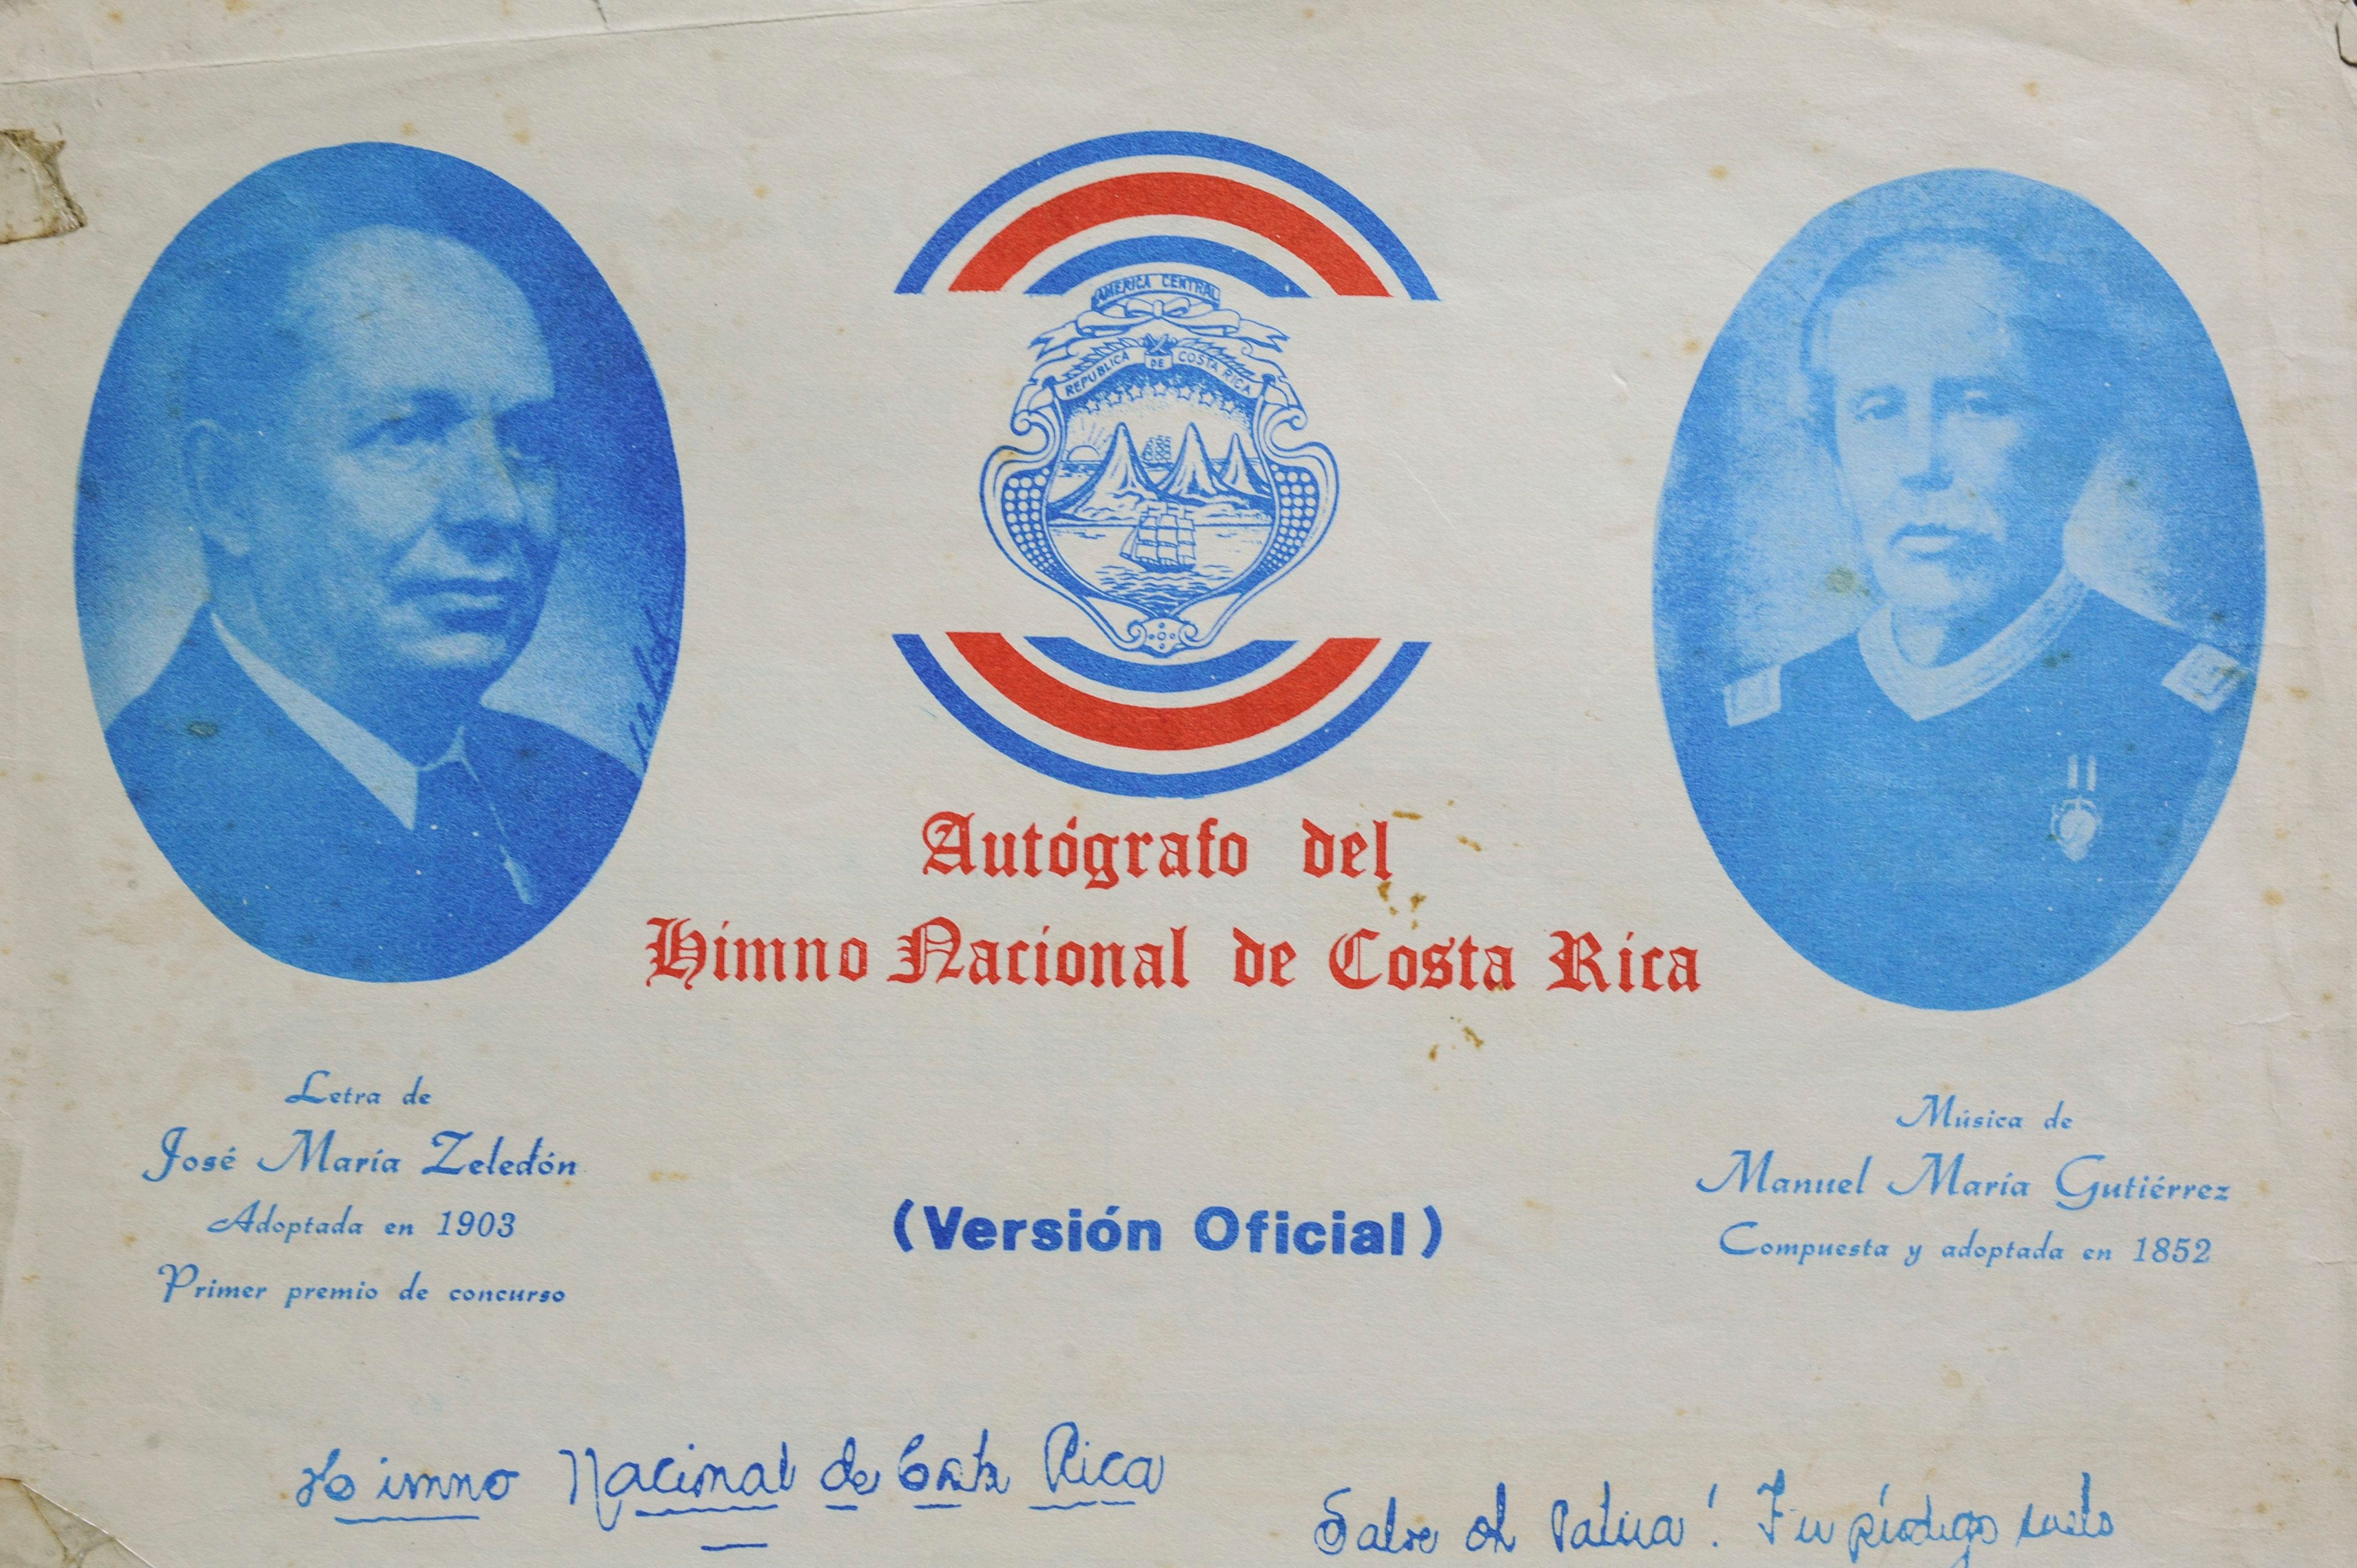 AMERICA CENTRAL
REPUBLICA DE COSTA RICA
Autógrafo del
Himno Nacional de Costa Rica
Letra de
José María Zeledón
Adoptada en 1903
Primer premio de concurso
(Versión Oficial)
Música de
Manuel María Gutiérrez
Compuesta y adoptada en 1852
Himno Nacional de Costa Rica
Salve oh Patria! Tu pródigo suelo